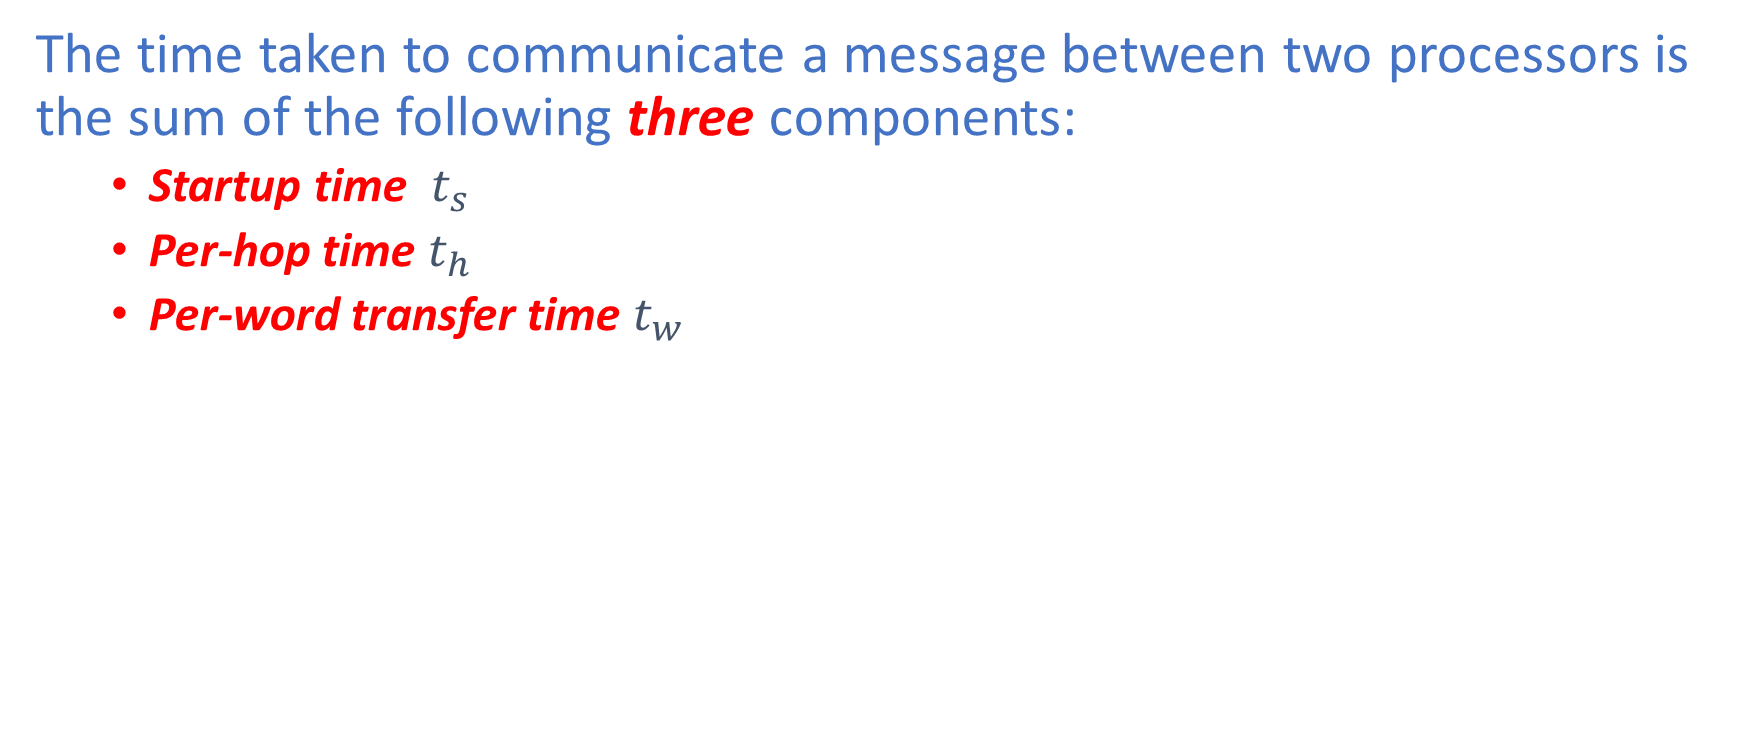 The time taken to communicate a message between two processors is
the sum of the following three components:
• Startup time t_s
• Per-hop time t_h
• Per-word transfer time t_w